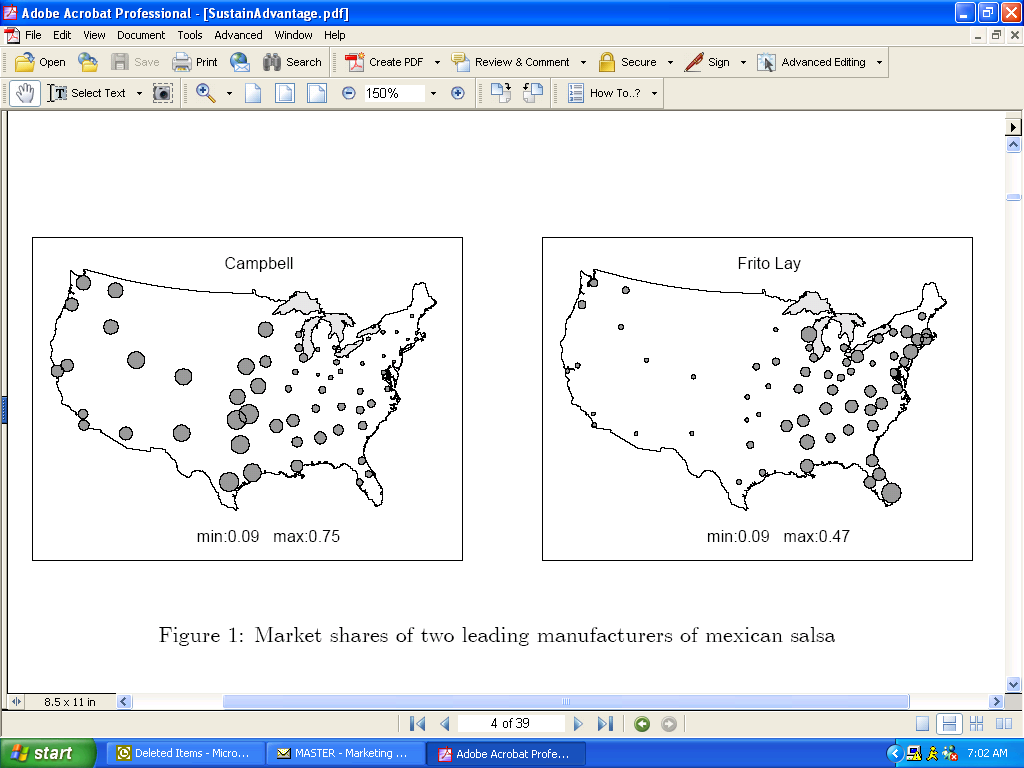 Adobe Acrobat Professional - [SustainAdvantage.pdf]
File Edit View Document Tools Advanced Window Help
Open Save Print Search Create PDF Review & Comment Secure Sign Advanced Editing
Select Text 150% How To..?
Campbell
min:0.09 max:0.75
Frito Lay
min:0.09 max:0.47
Figure 1: Market shares of two leading manufacturers of mexican salsa
8.5 x 11 in
4 of 39
start Deleted Items - Micro... MASTER - Marketing ... Adobe Acrobat Profe... 7:02 AM